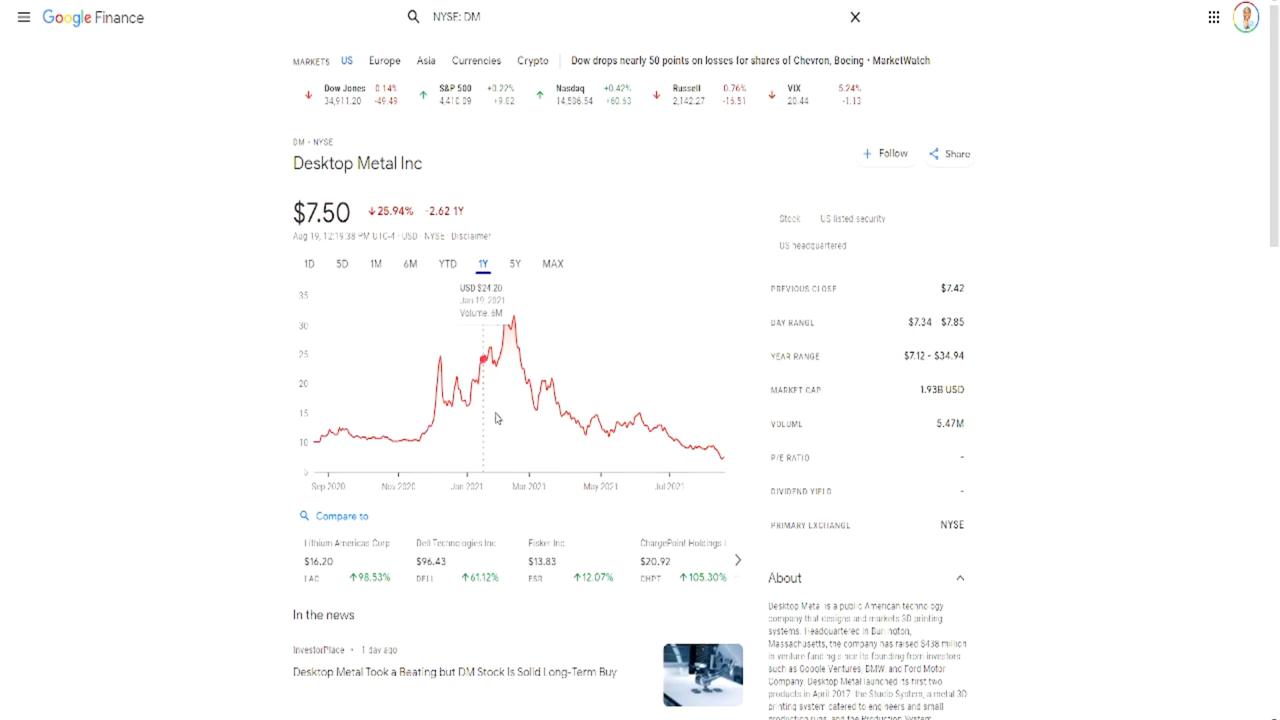 Google Finance
NYSE: DM
MARKETS US Europe Asia Currencies Crypto Dow drops nearly 50 points on losses for shares of Chevron, Boeing • MarketWatch
Dow Jones 0.14%
34,911.20 -49.49
S&P 500 +0.22%
4,410.09 +9.82
Nasdaq +0.42%
+60.63
Russell 0.76%
2,142.27 -16.51
VIX 5.24%
20.44 -1.13
DM • NYSE
Desktop Metal Inc
+ Follow
Share
$7.50 ↓25.94% -2.62 1Y
Aug 19, 12:19:38 PM UTC-4 · USD · NYSE · Disclaimer
1D 5D 1M 6M YTD 1Y 5Y MAX
USD $24.20
Jan 19, 2021
Volume: 6M
35
30
25
20
15
10
5
Sep 2020 Nov 2020 Jan 2021 Mar 2021 May 2021 Jul 2021
Compare to
Lithium Americas Corp
$16.20
LAC ↑98.53%
Dell Technologies Inc
$96.43
DELL ↑61.12%
Fisker Inc
$13.83
FSR ↑12.07%
ChargePoint Holdings I
$20.92
CHPT ↑105.30%
In the news
InvestorPlace • 1 day ago
Desktop Metal Took a Beating but DM Stock Is Solid Long-Term Buy
Stock US listed security
US headquartered
PREVIOUS CLOSE $7.42
DAY RANGE $7.34 - $7.85
YEAR RANGE $7.12 - $34.94
MARKET CAP 1.93B USD
VOLUME 5.47M
P/E RATIO -
DIVIDEND YIELD -
PRIMARY EXCHANGE NYSE
About
Desktop Metal is a public American technology
company that designs and markets 3D printing
systems. Headquartered in Burlington,
Massachusetts, the company has raised $438 million
in venture funding since its founding from investors
such as Google Ventures, BMW, and Ford Motor
Company. Desktop Metal launched its first two
products in April 2017: the Studio System, a metal 3D
printing system catered to engineers and small
production runs, and the Production System